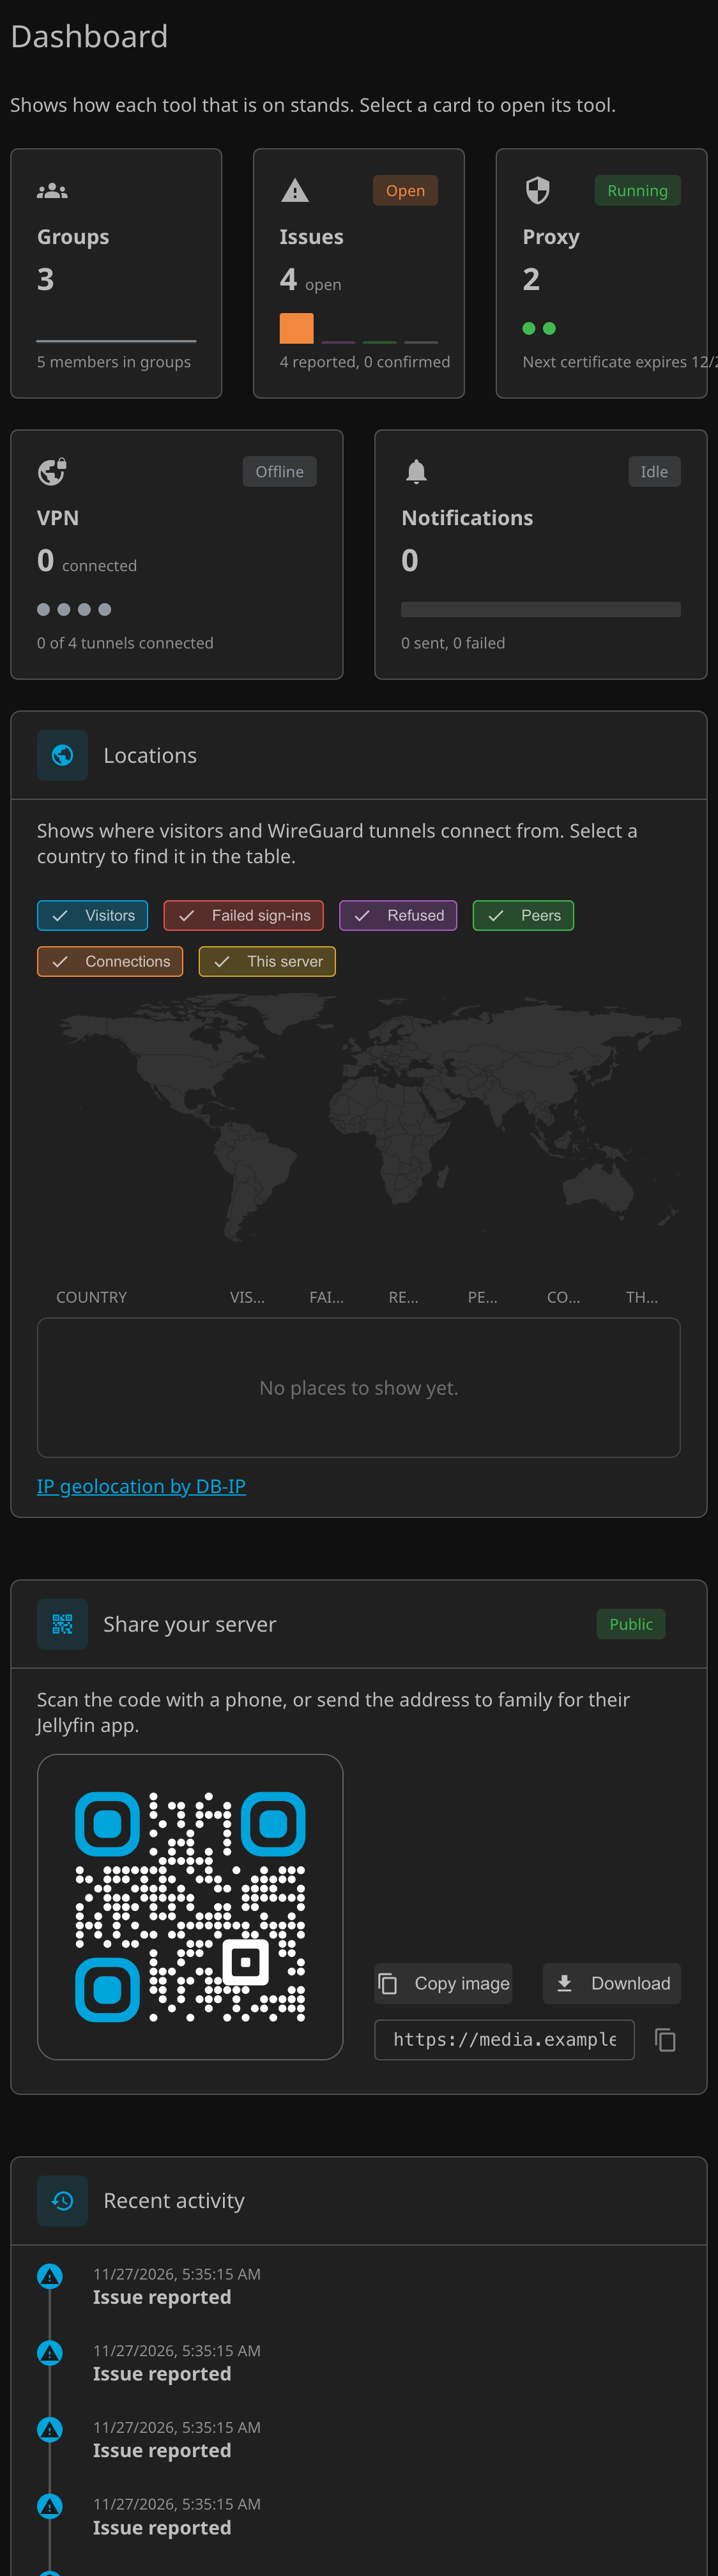 Dashboard
Shows how each tool that is on stands. Select a card to open its tool.
Groups
3
5 members in groups
Open
Issues
4 open
4 reported, 0 confirmed
Running
Proxy
2
Next certificate expires 12/
Offline
VPN
0 connected
0 of 4 tunnels connected
Idle
Notifications
0
0 sent, 0 failed
Locations
Shows where visitors and WireGuard tunnels connect from. Select a
country to find it in the table.
Visitors Failed sign-ins Refused Peers
Connections This server
COUNTRY VIS... FAI... RE... PE... CO... TH...
No places to show yet.
IP geolocation by DB-IP
Share your server
Public
Scan the code with a phone, or send the address to family for their
Jellyfin app.
Copy image Download
https://media.example
Recent activity
11/27/2026, 5:35:15 AM
Issue reported
11/27/2026, 5:35:15 AM
Issue reported
11/27/2026, 5:35:15 AM
Issue reported
11/27/2026, 5:35:15 AM
Issue reported